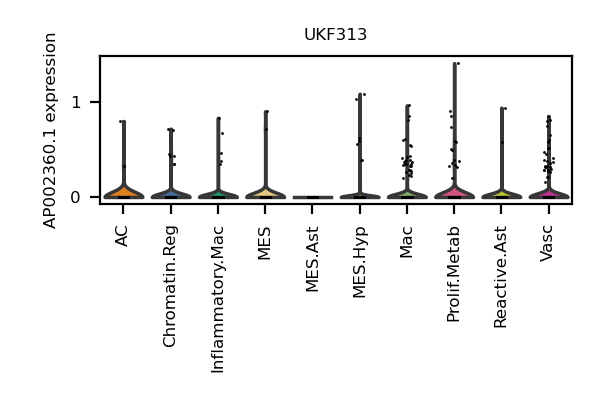 UKF313
AP002360.1 expression
1
0
AC
Chromatin.Reg
Inflammatory.Mac
MES
MES.Ast
MES.Hyp
Mac
Prolif.Metab
Reactive.Ast
Vasc